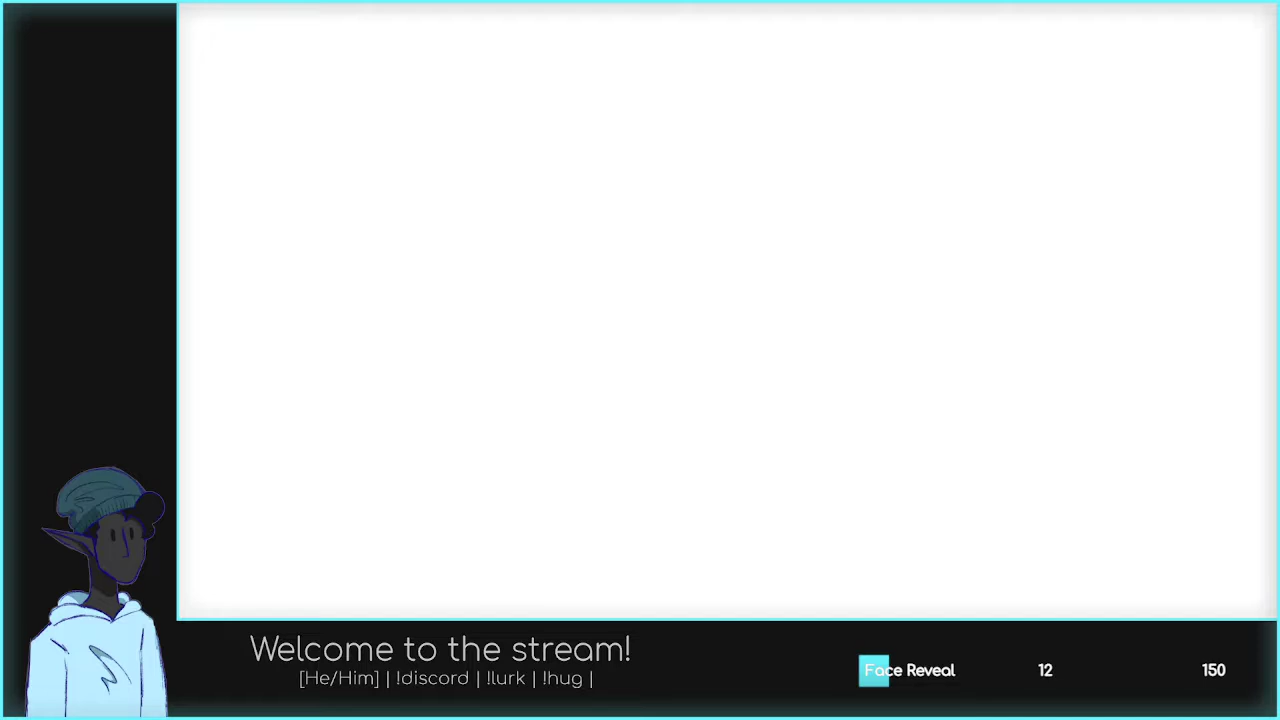 Welcome to the stream!
[He/Him] | !discord | !lurk | !hug |
Face Reveal 12 150